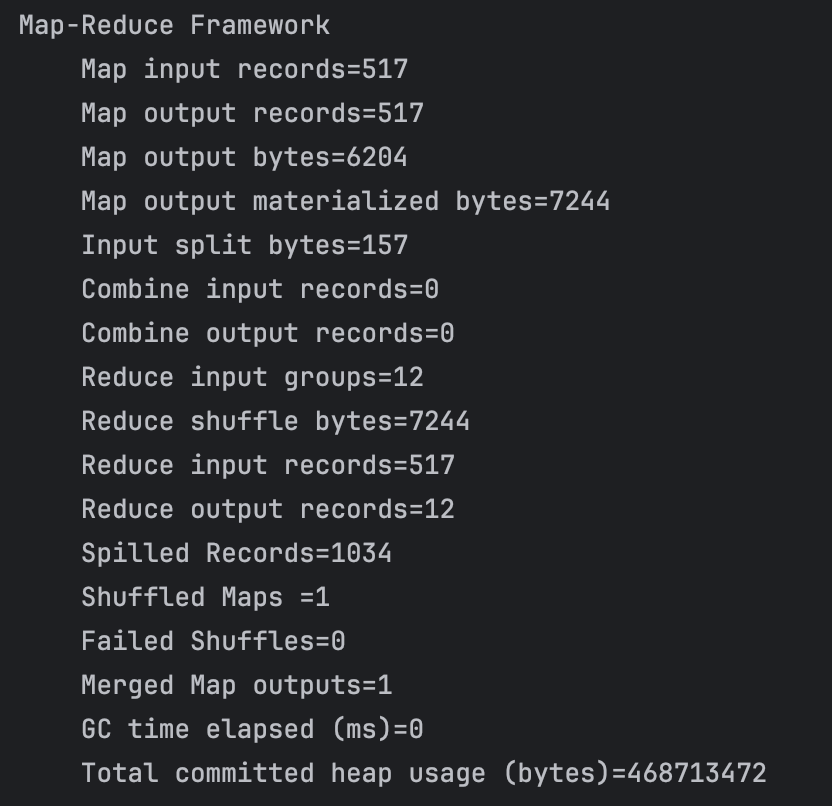 Map-Reduce Framework
Map input records=517
Map output records=517
Map output bytes=6204
Map output materialized bytes=7244
Input split bytes=157
Combine input records=0
Combine output records=0
Reduce input groups=12
Reduce shuffle bytes=7244
Reduce input records=517
Reduce output records=12
Spilled Records=1034
Shuffled Maps =1
Failed Shuffles=0
Merged Map outputs=1
GC time elapsed (ms)=0
Total committed heap usage (bytes)=468713472